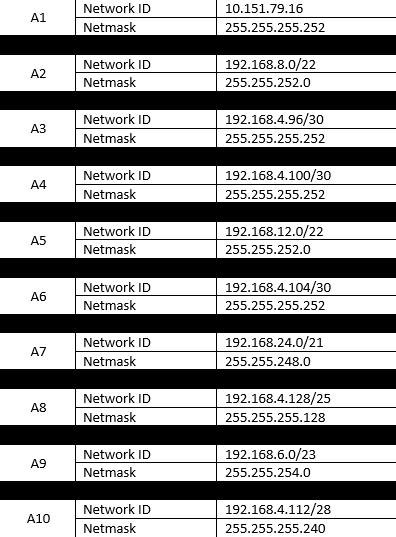 A1 Network ID 10.151.79.16
Netmask 255.255.255.252
A2 Network ID 192.168.8.0/22
Netmask 255.255.252.0
A3 Network ID 192.168.4.96/30
Netmask 255.255.255.252
A4 Network ID 192.168.4.100/30
Netmask 255.255.255.252
A5 Network ID 192.168.12.0/22
Netmask 255.255.252.0
A6 Network ID 192.168.4.104/30
Netmask 255.255.255.252
A7 Network ID 192.168.24.0/21
Netmask 255.255.248.0
A8 Network ID 192.168.4.128/25
Netmask 255.255.255.128
A9 Network ID 192.168.6.0/23
Netmask 255.254.0
A10 Network ID 192.168.4.112/28
Netmask 255.255.255.240